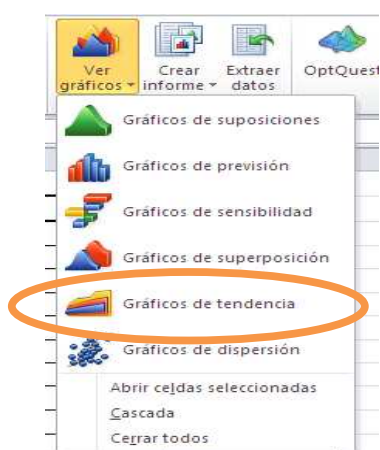 Ver gráficos
Crear informe
Extraer datos
OptQuest
Gráficos de suposiciones
Gráficos de previsión
Gráficos de sensibilidad
Gráficos de superposición
Gráficos de tendencia
Gráficos de dispersión
Abrir celdas seleccionadas
Cascada
Cerrar todos